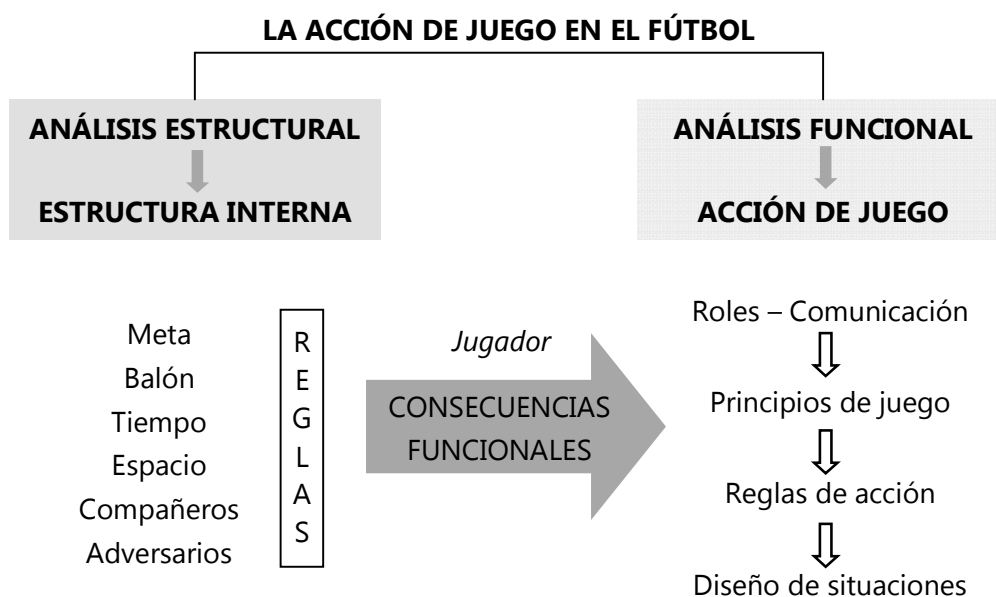 LA ACCIÓN DE JUEGO EN EL FÚTBOL
ANÁLISIS ESTRUCTURAL
ESTRUCTURA INTERNA
ANÁLISIS FUNCIONAL
ACCIÓN DE JUEGO
Meta
Balón
Tiempo
Espacio
Compañeros
Adversarios
R
E
G
L
A
S
Jugador
CONSECUENCIAS
FUNCIONALES
Roles – Comunicación
Principios de juego
Reglas de acción
Diseño de situaciones